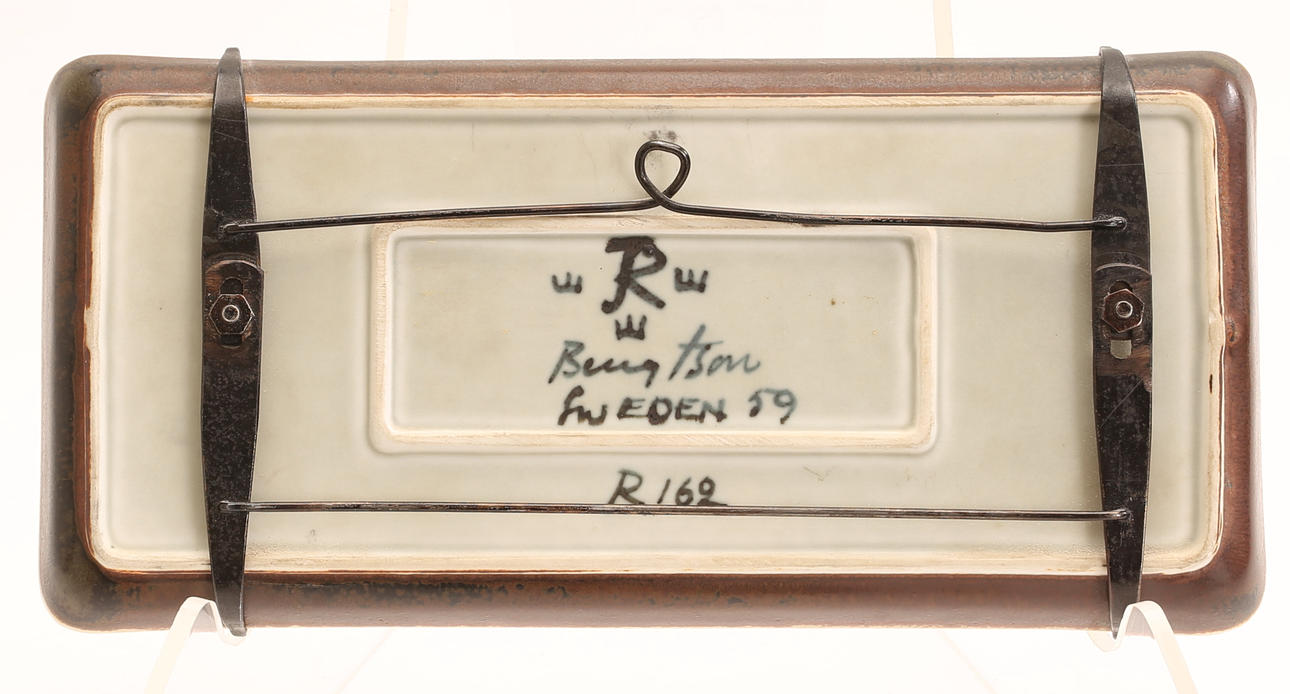 R
Bengtson
SWEDEN 59
R 162